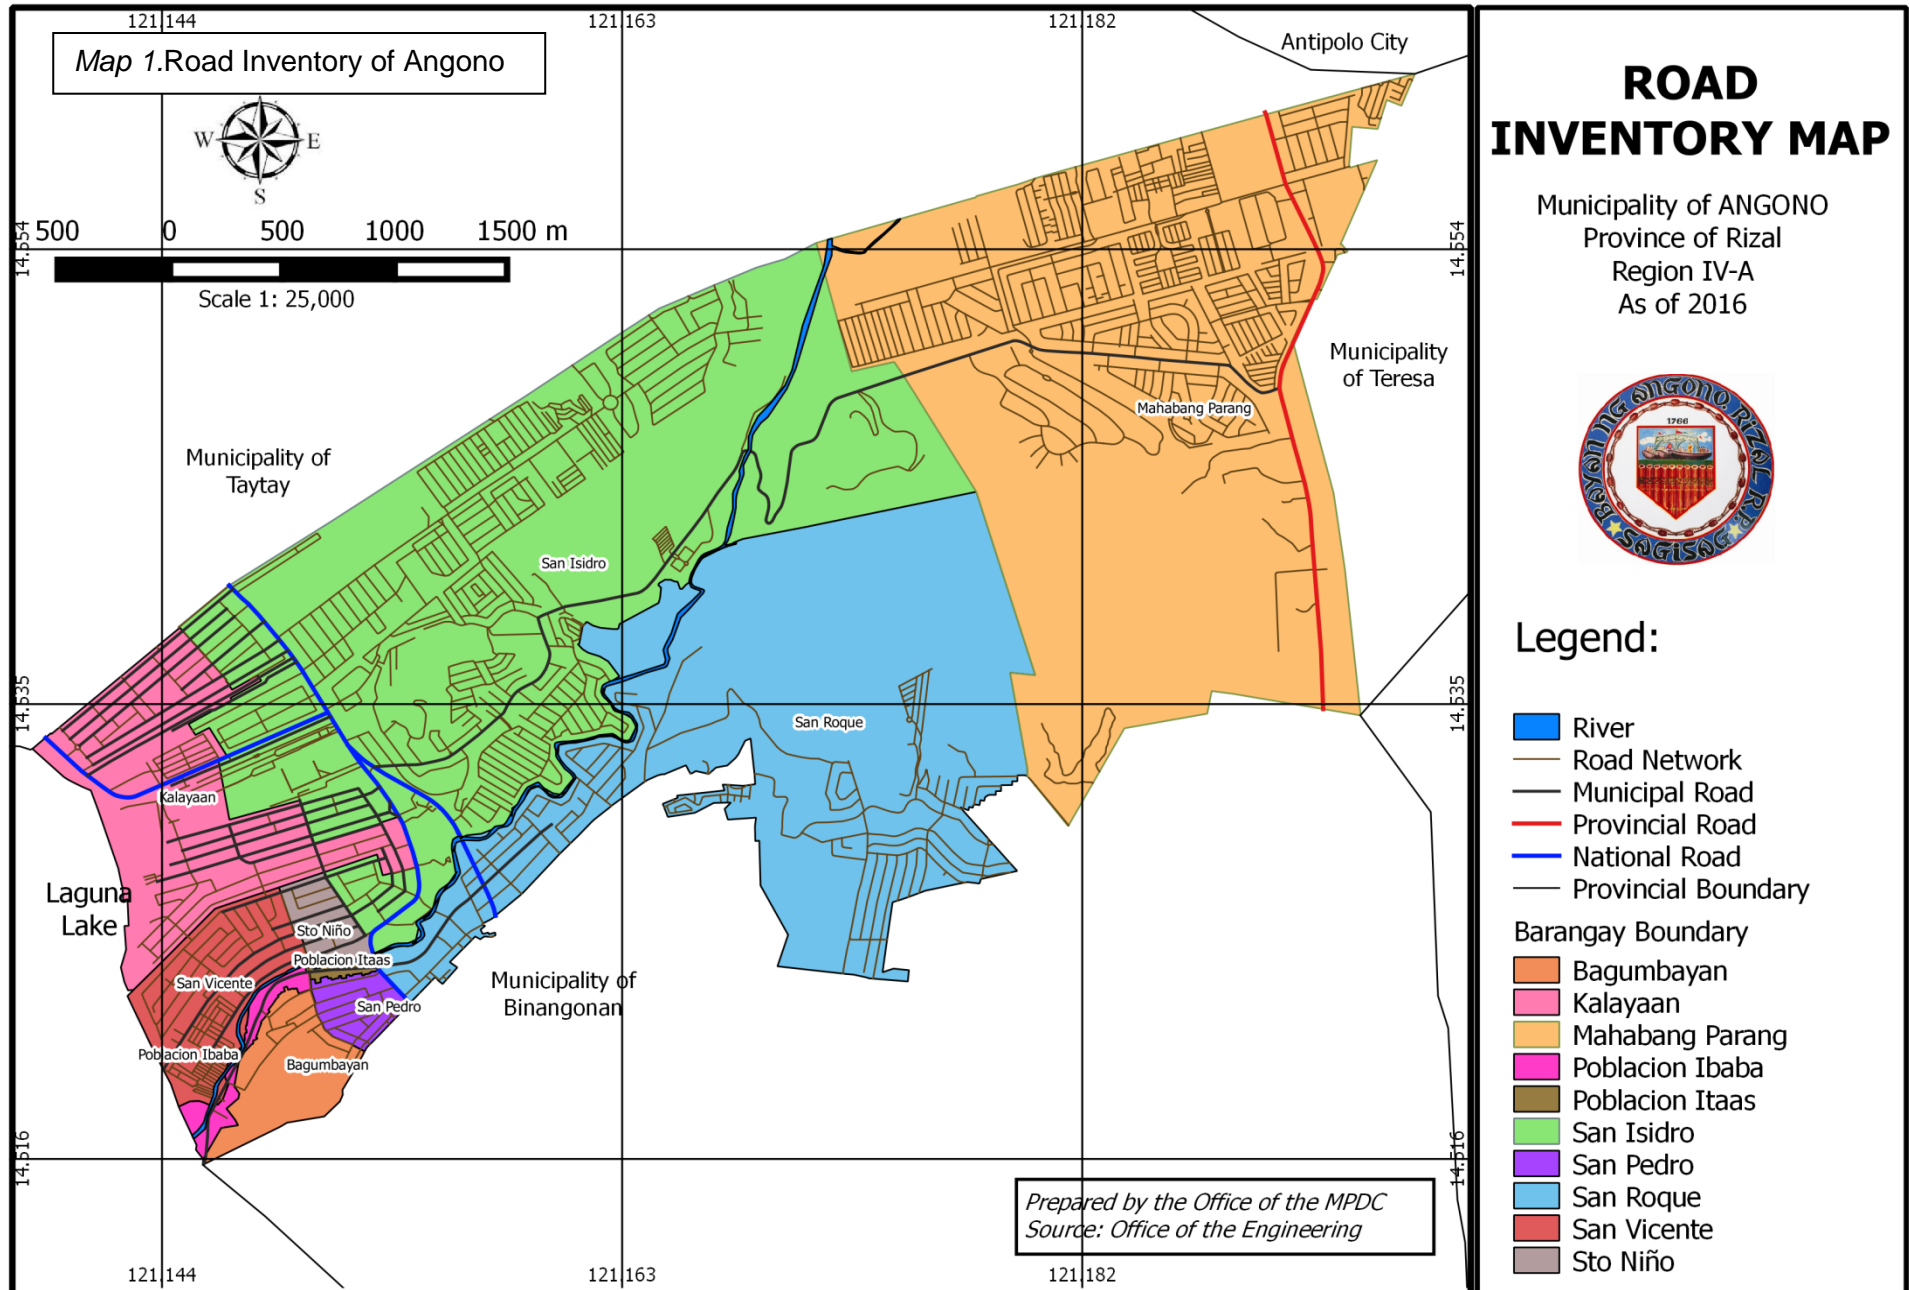 121.144
121.163
121.182
Map 1.Road Inventory of Angono
Antipolo City
W
E
S
500 0 500 1000 1500 m
Scale 1: 25,000
14.554
14.554
Municipality
of Teresa
Mahabang Parang
Municipality of
Taytay
San Isidro
14.535
14.535
San Roque
Kalayaan
Laguna
Lake
Sto Niño
Poblacion Itaas
San Vicente
San Pedro
Municipality of
Binangonan
Poblacion Ibaba
Bagumbayan
14.516
14.516
Prepared by the Office of the MPDC
Source: Office of the Engineering
121.144
121.163
121.182
ROAD
INVENTORY MAP
Municipality of ANGONO
Province of Rizal
Region IV-A
As of 2016
BAYAN NG ANGONO, RIZAL R.P.
1766
SAGISAG
Legend:
River
Road Network
Municipal Road
Provincial Road
National Road
Provincial Boundary
Barangay Boundary
Bagumbayan
Kalayaan
Mahabang Parang
Poblacion Ibaba
Poblacion Itaas
San Isidro
San Pedro
San Roque
San Vicente
Sto Niño